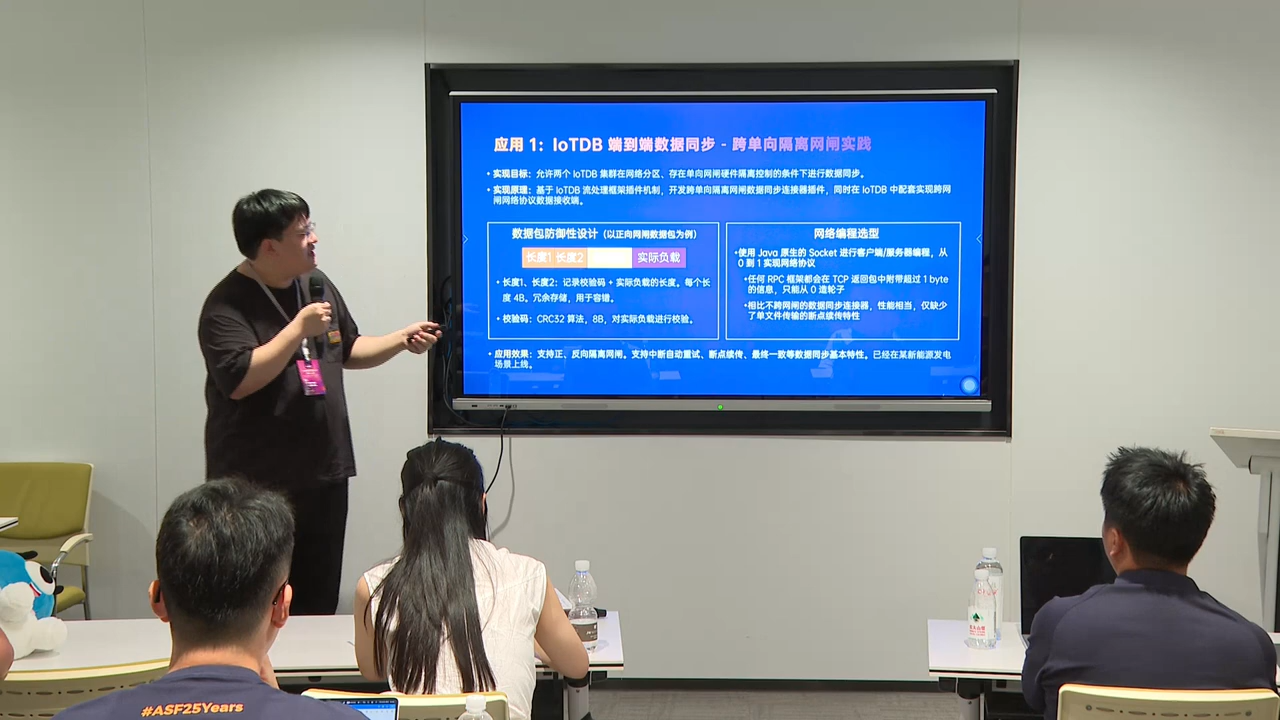 应用 1：IoTDB 端到端数据同步 - 跨单向隔离网闸实践
• 实现目标：允许两个 IoTDB 集群在网络分区、存在单向网闸硬件隔离控制的条件下进行数据同步。
• 实现原理：基于 IoTDB 流处理框架插件机制，开发跨单向隔离网闸数据同步连接器插件，同时在 IoTDB 中配套实现跨网
闸网络协议数据接收端。
数据包防御性设计（以正向网闸数据包为例）
长度1 长度2 实际负载
• 长度1、长度2：记录校验码 + 实际负载的长度。每个长
度 4B。冗余存储，用于容错。
• 校验码：CRC32 算法，8B，对实际负载进行校验。
网络编程选型
•使用 Java 原生的 Socket 进行客户端/服务器编程，从
0 到 1 实现网络协议
•任何 RPC 框架都会在 TCP 返回包中附带超过 1 byte
的信息，只能从 0 造轮子
•相比不跨网闸的数据同步连接器，性能相当，仅缺少
了单文件传输的断点续传特性
• 应用效果：支持正、反向隔离网闸。支持中断自动重试、断点续传、最终一致等数据同步基本特性。已经在某新能源发电
场景上线。
#ASF25Years